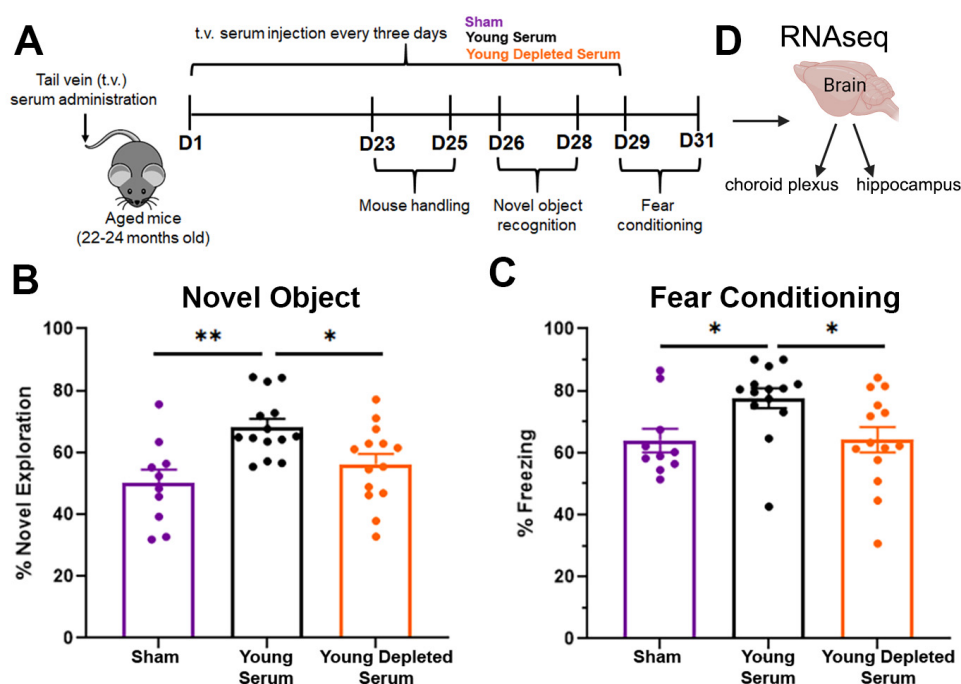 A
t.v. serum injection every three days
Sham
Young Serum
Young Depleted Serum
Tail vein (t.v.)
serum administration
D1
D23
D25
D26
D28
D29
D31
Mouse handling
Novel object
recognition
Fear
conditioning
Aged mice
(22-24 months old)
D
RNAseq
Brain
choroid plexus
hippocampus
B
Novel Object
% Novel Exploration
100
80
60
40
20
0
**
*
Sham
Young
Serum
Young Depleted
Serum
C
Fear Conditioning
% Freezing
100
80
60
40
20
0
*
*
Sham
Young
Serum
Young Depleted
Serum